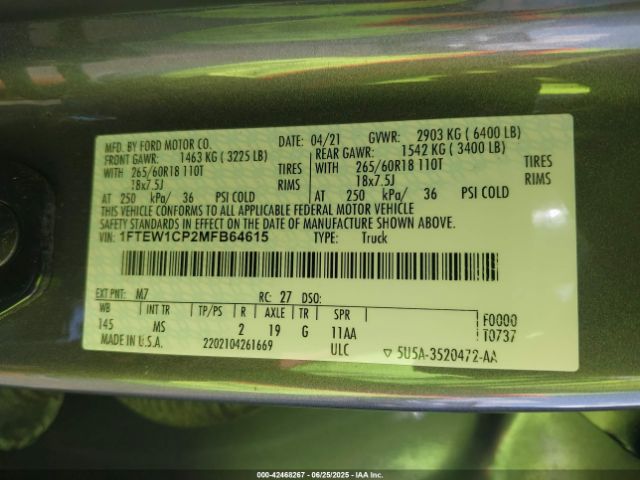 MFD. BY FORD MOTOR CO. DATE: 04/21 GVWR: 2903 KG ( 6400 LB)
FRONT GAWR: 1463 KG ( 3225 LB) REAR GAWR: 1542 KG ( 3400 LB)
WITH 265/60R18 110T TIRES WITH 265/60R18 110T TIRES
18x7.5J RIMS 18x7.5J RIMS
AT 250 kPa/ 36 PSI COLD AT 250 kPa/ 36 PSI COLD
THIS VEHICLE CONFORMS TO ALL APPLICABLE FEDERAL MOTOR VEHICLE
SAFETY STANDARDS IN EFFECT ON THE DATE OF MANUFACTURE SHOWN ABOVE.
VIN: 1FTEW1CP2MFB64615 TYPE: Truck
EXT PNT: M7 RC: 27 DSO:
WB INT TR TP/PS R AXLE TR SPR F0000
145 MS 2 19 G 11AA T0737
MADE IN U.S.A. 2202104261669 ULC ▽ 5U5A-3520472-AA
000-42468267 - 06/25/2025 - IAAI, Inc.